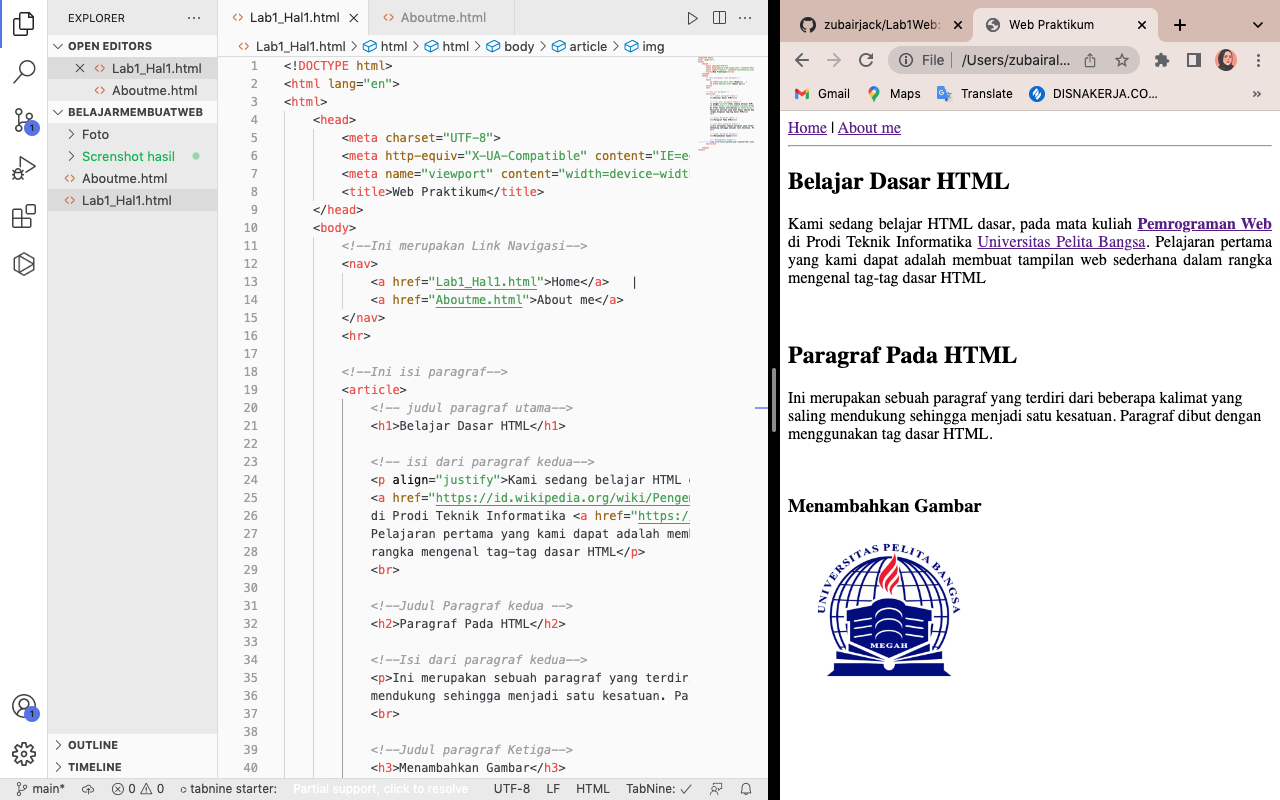 EXPLORER
OPEN EDITORS
Lab1_Hal1.html
Aboutme.html
BELAJARMEMBUATWEB
Foto
Screnshot hasil
Aboutme.html
Lab1_Hal1.html
OUTLINE
TIMELINE
1
1
Lab1_Hal1.html
Aboutme.html
Lab1_Hal1.html > html > html > body > article > img
1 <!DOCTYPE html>
2 <html lang="en">
3 <html>
4 <head>
5 <meta charset="UTF-8">
6 <meta http-equiv="X-UA-Compatible" content="IE=e
7 <meta name="viewport" content="width=device-widt
8 <title>Web Praktikum</title>
9 </head>
10 <body>
11 <!--Ini merupakan Link Navigasi-->
12 <nav>
13 <a href="Lab1_Hal1.html">Home</a> |
14 <a href="Aboutme.html">About me</a>
15 </nav>
16 <hr>
17
18 <!--Ini isi paragraf-->
19 <article>
20 <!-- judul paragraf utama-->
21 <h1>Belajar Dasar HTML</h1>
22
23 <!-- isi dari paragraf kedua-->
24 <p align="justify">Kami sedang belajar HTML
25 <a href="https://id.wikipedia.org/wiki/Penge
26 di Prodi Teknik Informatika <a href="https:/
27 Pelajaran pertama yang kami dapat adalah mem
28 rangka mengenal tag-tag dasar HTML</p>
29 <br>
30
31 <!--Judul Paragraf kedua -->
32 <h2>Paragraf Pada HTML</h2>
33
34 <!--Isi dari paragraf kedua-->
35 <p>Ini merupakan sebuah paragraf yang terdir
36 mendukung sehingga menjadi satu kesatuan. Pa
37 <br>
38
39 <!--Judul paragraf Ketiga-->
40 <h3>Menambahkan Gambar</h3>
main* 0 0 tabnine starter: Partial support, click to resolve UTF-8 LF HTML TabNine:
zubairjack/Lab1Web:
Web Praktikum
File | /Users/zubairal...
Gmail Maps Translate DISNAKERJA.CO... »
Home | About me
Belajar Dasar HTML
Kami sedang belajar HTML dasar, pada mata kuliah Pemrograman Web
di Prodi Teknik Informatika Universitas Pelita Bangsa. Pelajaran pertama
yang kami dapat adalah membuat tampilan web sederhana dalam rangka
mengenal tag-tag dasar HTML
Paragraf Pada HTML
Ini merupakan sebuah paragraf yang terdiri dari beberapa kalimat yang
saling mendukung sehingga menjadi satu kesatuan. Paragraf dibut dengan
menggunakan tag dasar HTML.
Menambahkan Gambar
UNIVERSITAS PELITA BANGSA
MEGAH